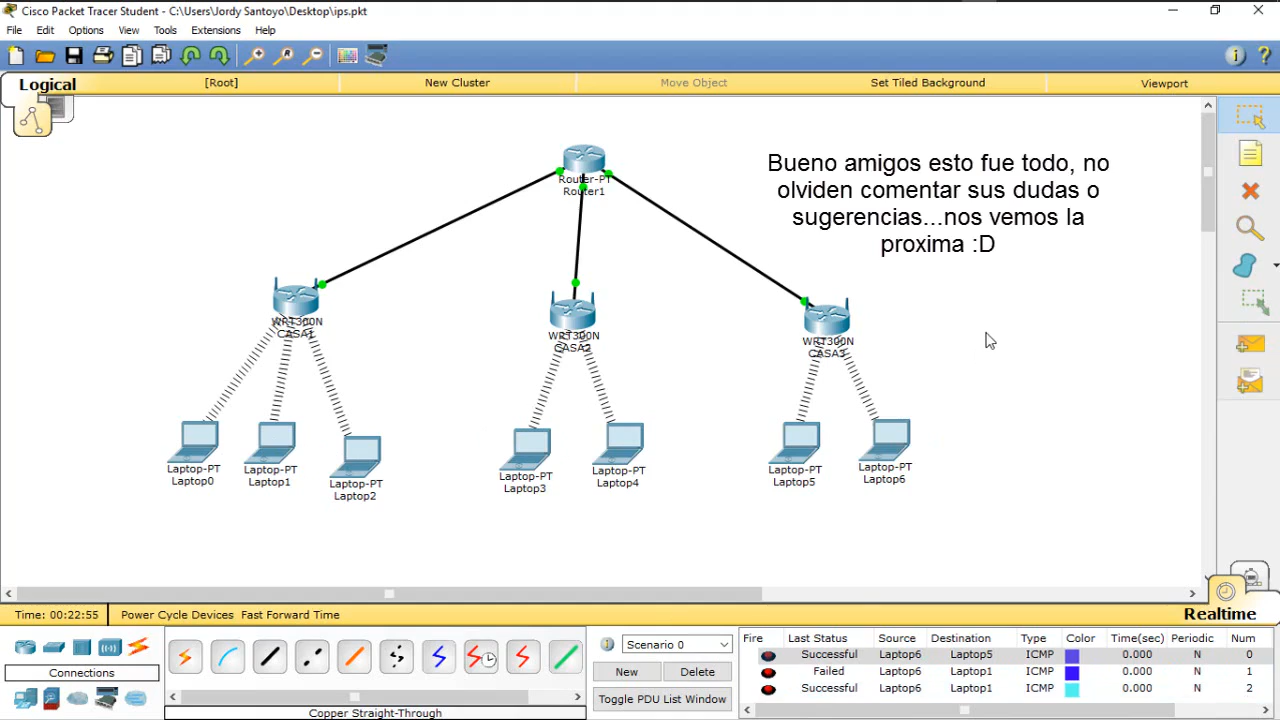 Cisco Packet Tracer Student - C:\Users\Jordy Santoyo\Desktop\ips.pkt
File Edit Options View Tools Extensions Help
Logical [Root] New Cluster Move Object Set Tiled Background Viewport
Bueno amigos esto fue todo, no
olviden comentar sus dudas o
sugerencias...nos vemos la
proxima :D
Router-PT
Router1
WRT300N
CASA1
WRT300N
CASA2
WRT300N
CASA3
Laptop-PT
Laptop0
Laptop-PT
Laptop1
Laptop-PT
Laptop2
Laptop-PT
Laptop3
Laptop-PT
Laptop4
Laptop-PT
Laptop5
Laptop-PT
Laptop6
Time: 00:22:55 Power Cycle Devices Fast Forward Time Realtime
Connections
Copper Straight-Through
Scenario 0
New Delete
Toggle PDU List Window
Fire Last Status Source Destination Type Color Time(sec) Periodic Num
Successful Laptop6 Laptop5 ICMP 0.000 N 0
Failed Laptop6 Laptop1 ICMP 0.000 N 1
Successful Laptop6 Laptop1 ICMP 0.000 N 2